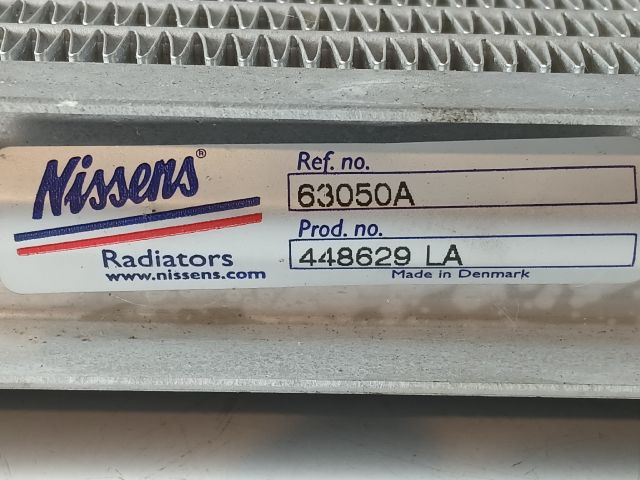 Nissens®
Radiators
www.nissens.com
Ref. no.
63050A
Prod. no.
448629 LA
Made in Denmark